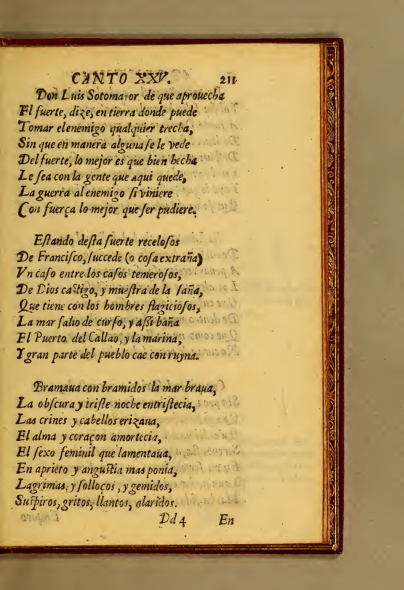 CANTO XXV. 211
Don Luis Sotomaior, de que aprouecha
El fuerte, dize, en tierra donde puede
Tomar el enemigo qualquier trecha,
Sin que en manera alguna se le vede
Del fuerte, lo mejor es que bien hecha
Le sea con la gente que aqui quede,
La guerra al enemigo si viniere
Con fuerça lo mejor que ser pudiere.
Estando desta suerte recelosos
De Francisco, succede (o cosa extraña)
Vn caso entre los casos temerosos,
De Dios castigo, y muestra de la saña,
Que tiene con los hombres flagiciosos,
La mar salio de curso, y assi baña
El Puerto del Callao, y la marina,
Y gran parte del pueblo cae con ruyna.
Bramaua con bramidos la mar braua,
La obscura y triste noche entristecia,
Las crines y cabellos erizaua,
El alma y coraçon amortecia,
El sexo feminil que lamentaua,
En aprieto y angustia mas ponia,
Lagrimas, y solloços, y gemidos,
Suspiros, gritos, llantos, alaridos.
Dd 4 En